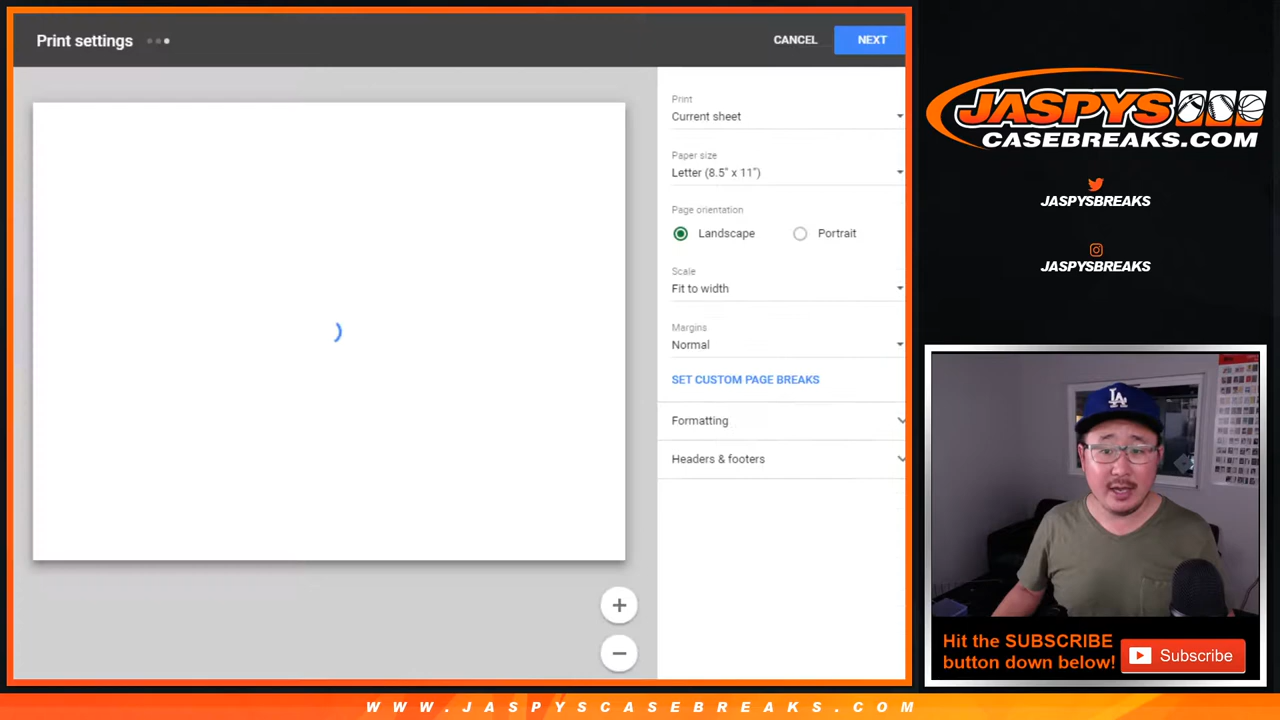 Print settings
CANCEL
NEXT
Print
Current sheet
Paper size
Letter (8.5" x 11")
Page orientation
Landscape
Portrait
Scale
Fit to width
Margins
Normal
SET CUSTOM PAGE BREAKS
Formatting
Headers & footers
JASPYS
CASEBREAKS.COM
JASPYSBREAKS
JASPYSBREAKS
LA
Hit the SUBSCRIBE
button down below!
Subscribe
WWW.JASPYSCASEBREAKS.COM